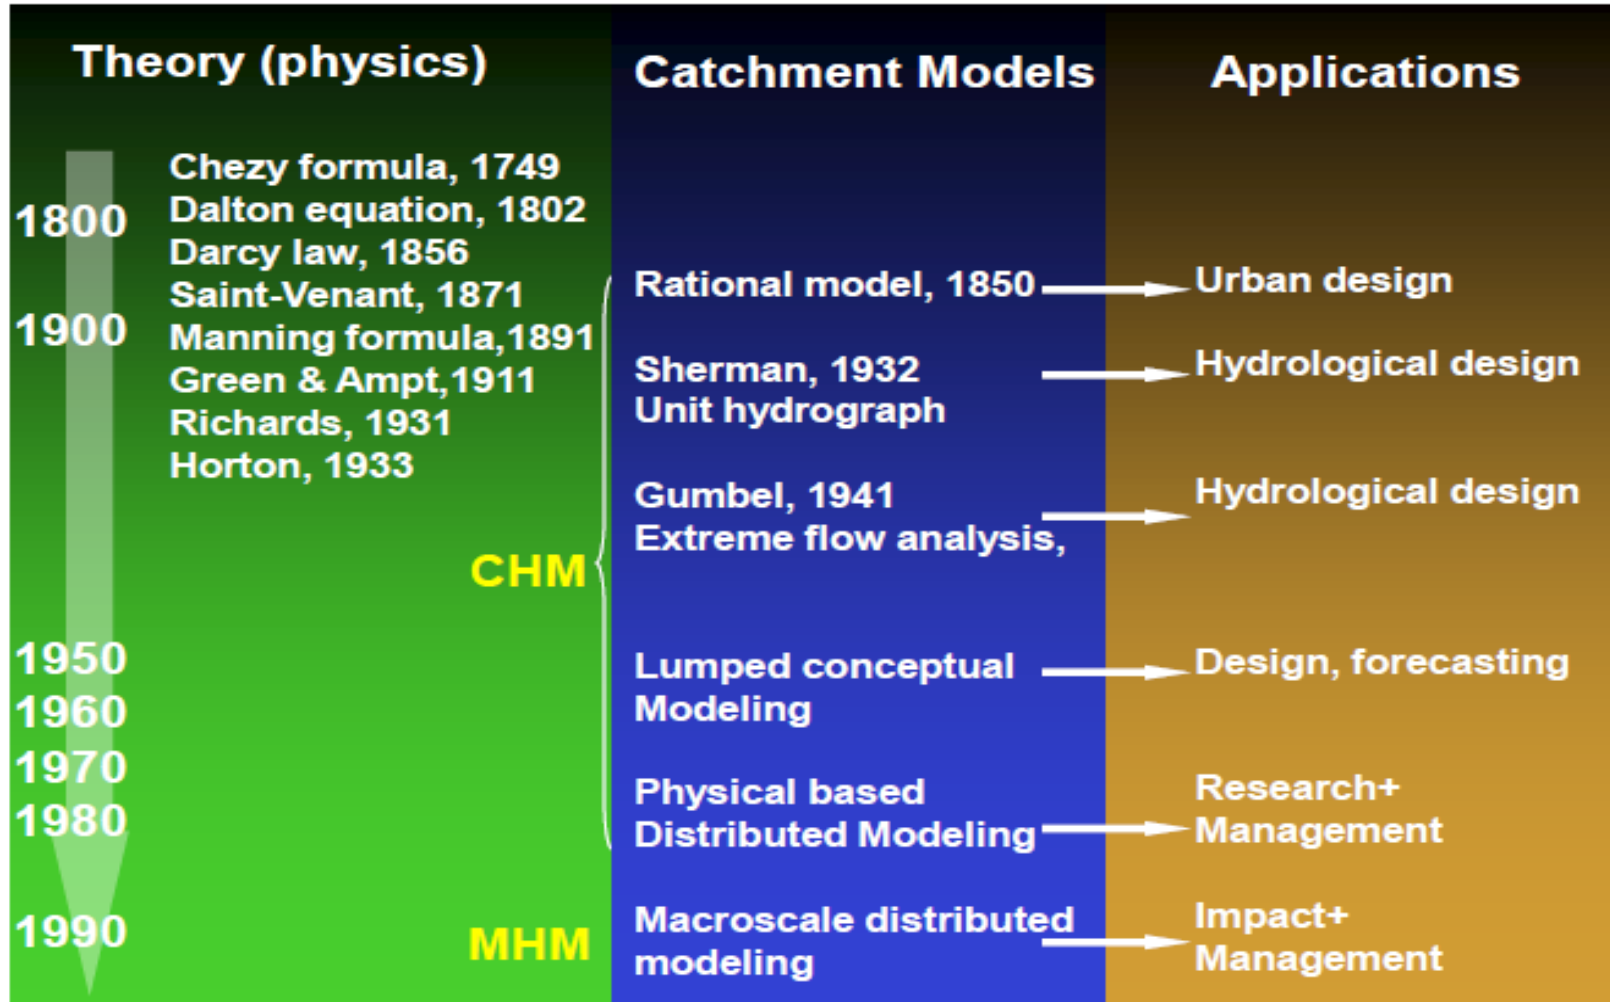 Theory (physics)
Catchment Models
Applications
1800
1900
1950
1960
1970
1980
1990
Chezy formula, 1749
Dalton equation, 1802
Darcy law, 1856
Saint-Venant, 1871
Manning formula,1891
Green & Ampt,1911
Richards, 1931
Horton, 1933
CHM
MHM
Rational model, 1850
Sherman, 1932
Unit hydrograph
Gumbel, 1941
Extreme flow analysis,
Lumped conceptual
Modeling
Physical based
Distributed Modeling
Macroscale distributed
modeling
Urban design
Hydrological design
Hydrological design
Design, forecasting
Research+
Management
Impact+
Management